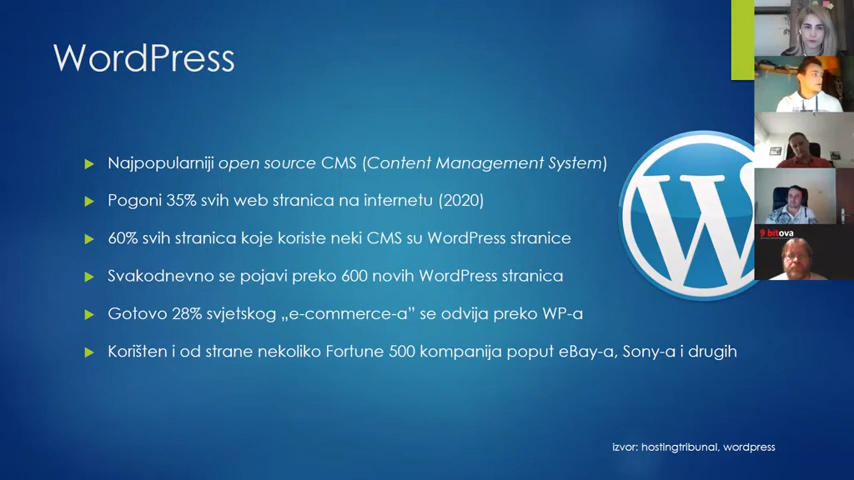 WordPress
Najpopularniji open source CMS (Content Management System)
Pogoni 35% svih web stranica na internetu (2020)
60% svih stranica koje koriste neki CMS su WordPress stranice
Svakodnevno se pojavi preko 600 novih WordPress stranica
Gotovo 28% svjetskog „e-commerce-a” se odvija preko WP-a
Korišten i od strane nekoliko Fortune 500 kompanija poput eBay-a, Sony-a i drugih
izvor: hostingtribunal, wordpress
9 bitova